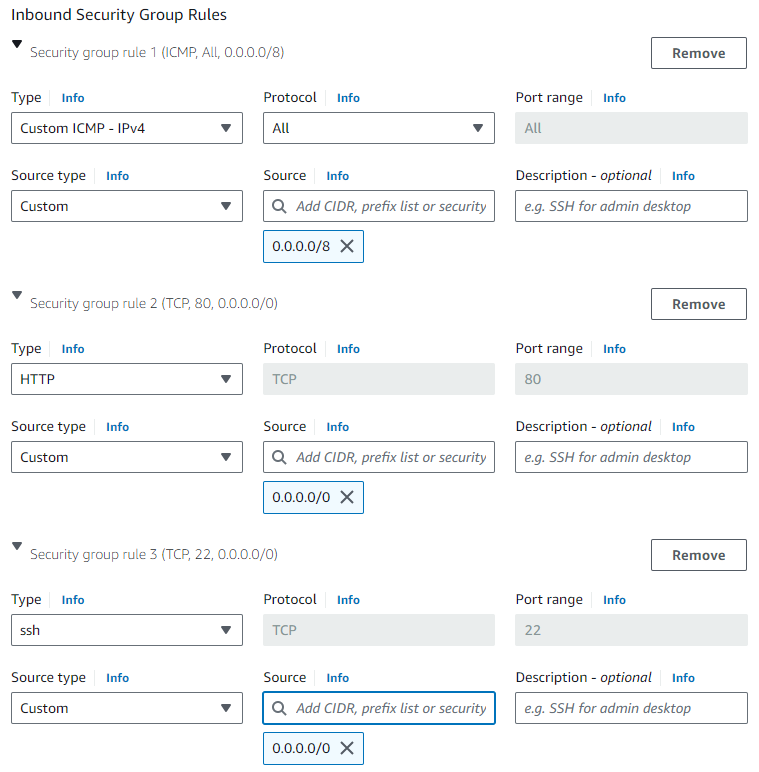 Inbound Security Group Rules
Security group rule 1 (ICMP, All, 0.0.0.0/8)
Remove
Type Info Protocol Info Port range Info
Custom ICMP - IPv4 All All
Source type Info Source Info Description - optional Info
Custom Add CIDR, prefix list or security e.g. SSH for admin desktop
0.0.0.0/8
Security group rule 2 (TCP, 80, 0.0.0.0/0)
Remove
Type Info Protocol Info Port range Info
HTTP TCP 80
Source type Info Source Info Description - optional Info
Custom Add CIDR, prefix list or security e.g. SSH for admin desktop
0.0.0.0/0
Security group rule 3 (TCP, 22, 0.0.0.0/0)
Remove
Type Info Protocol Info Port range Info
ssh TCP 22
Source type Info Source Info Description - optional Info
Custom Add CIDR, prefix list or security e.g. SSH for admin desktop
0.0.0.0/0